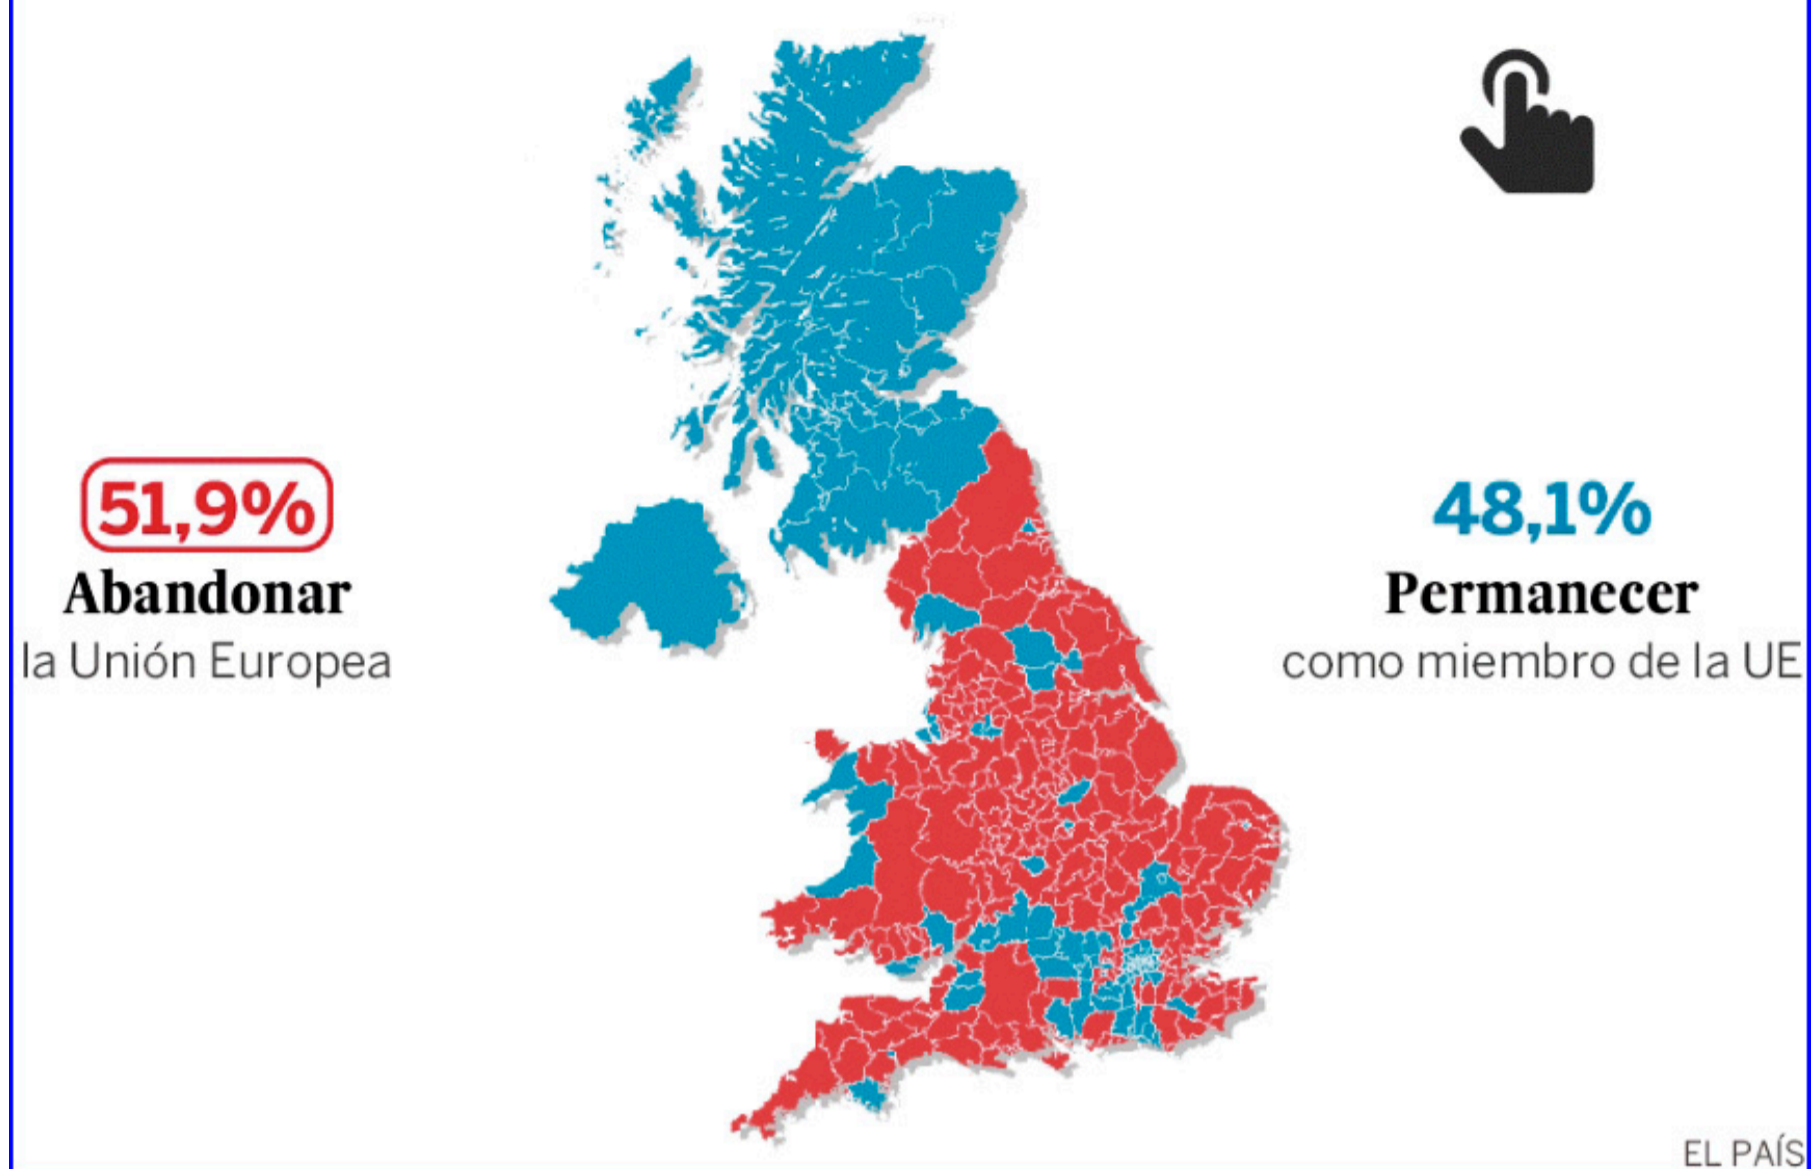 51,9%
Abandonar
la Unión Europea
48,1%
Permanecer
como miembro de la UE
EL PAÍS